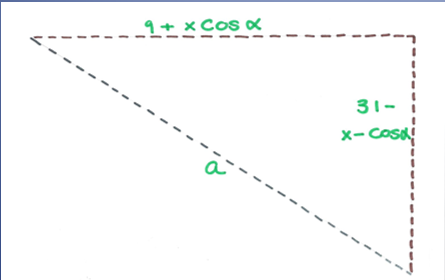 9 + x Cos α
31 -
x - Cosα
a